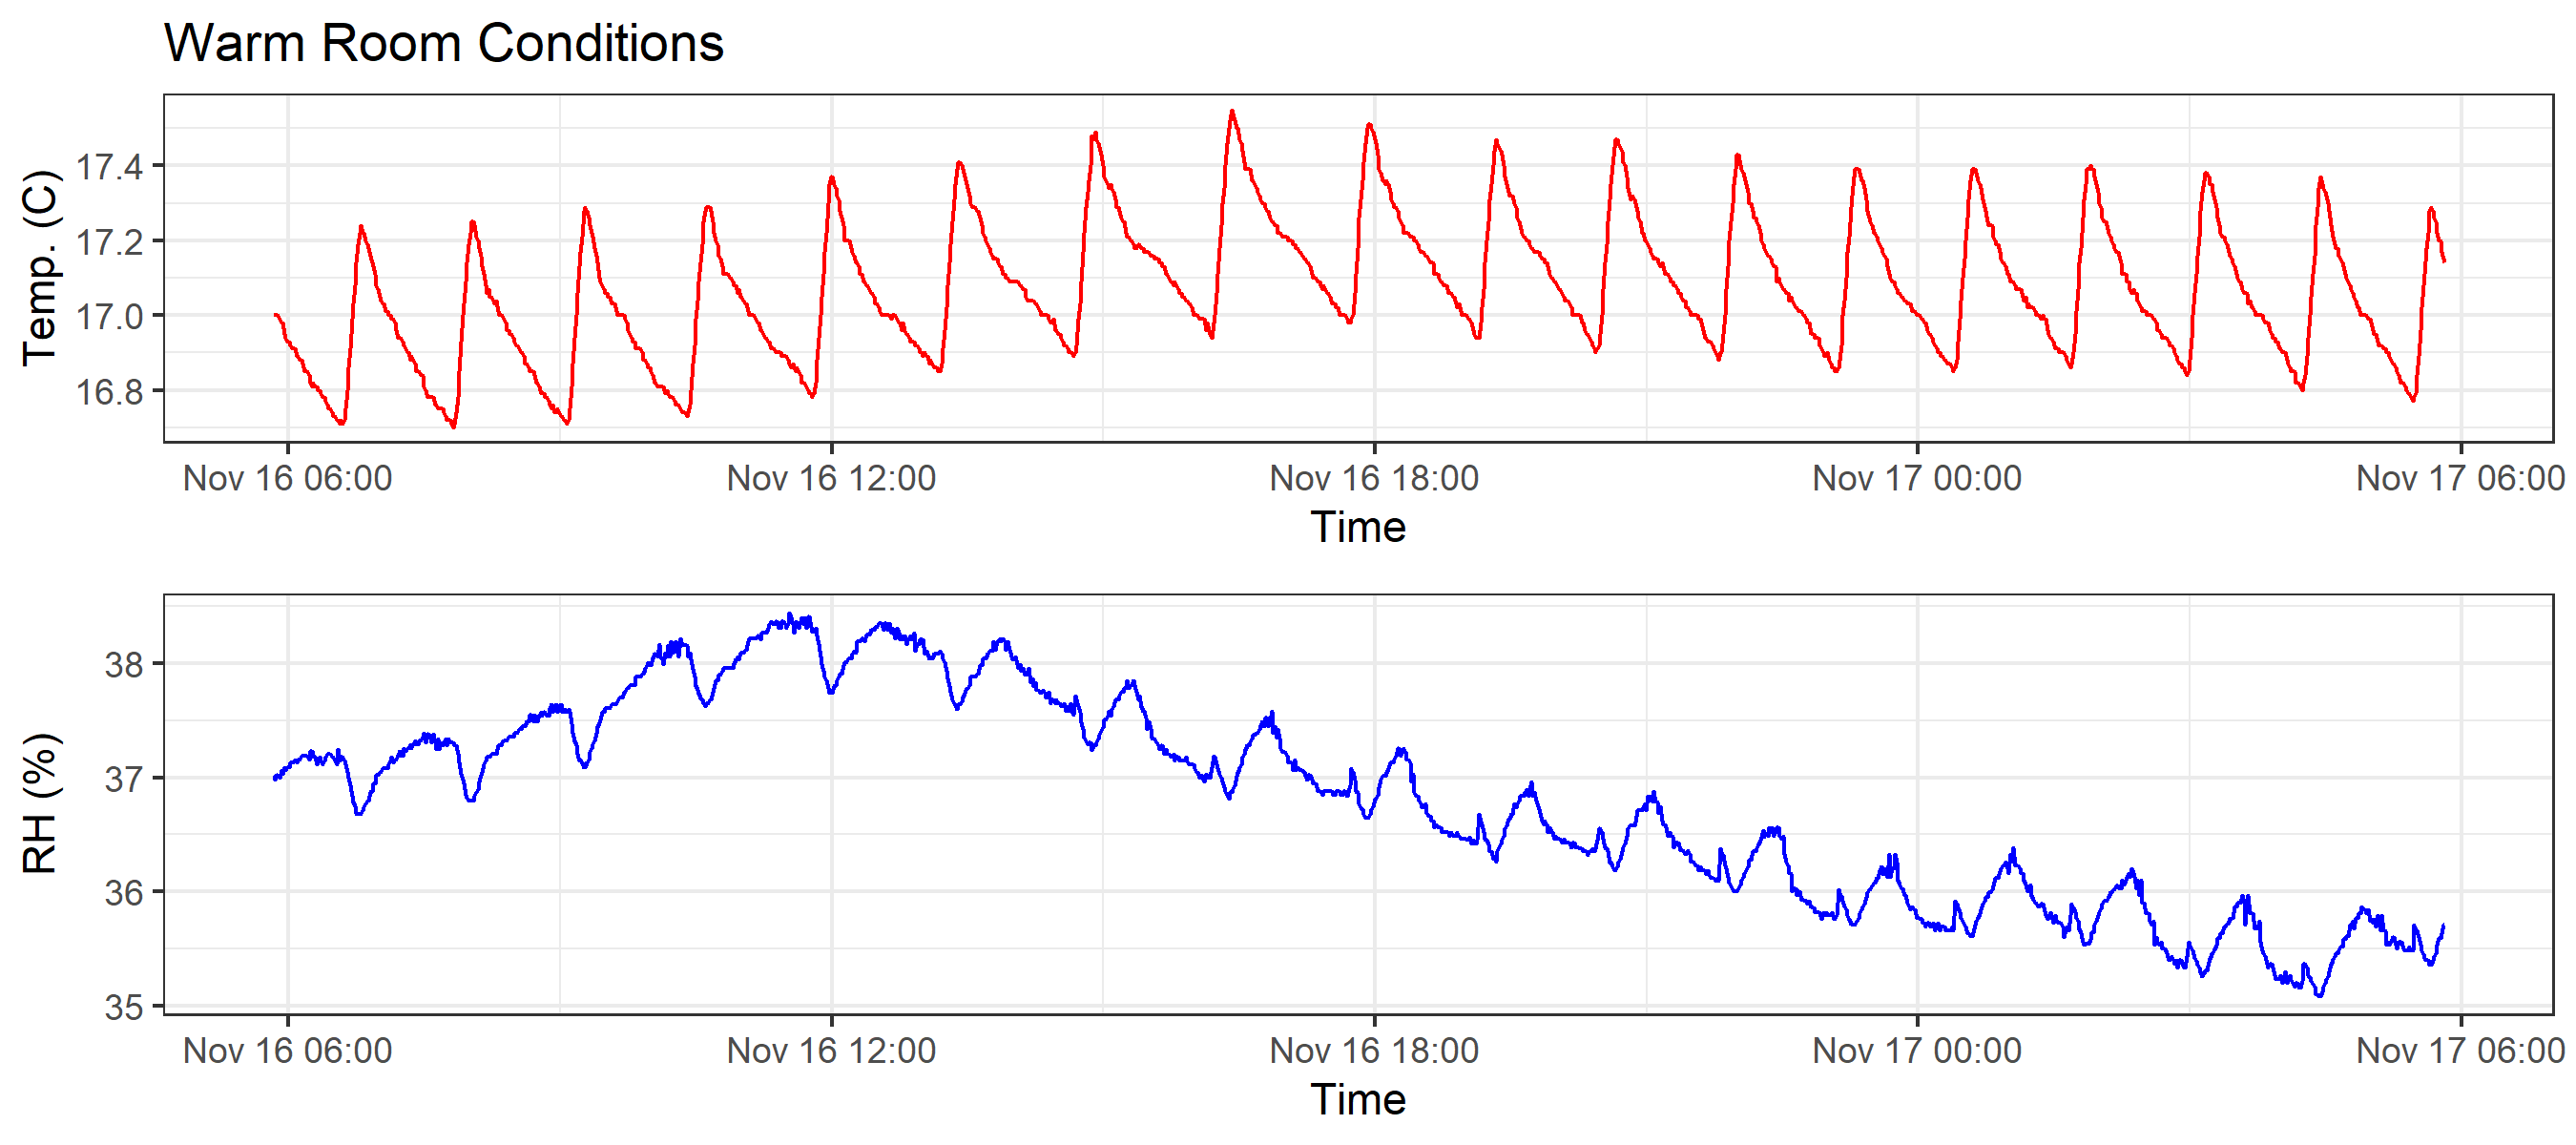 Warm Room Conditions
Temp. (C)
17.4
17.2
17.0
16.8
Nov 16 06:00 Nov 16 12:00 Nov 16 18:00 Nov 17 00:00 Nov 17 06:00
Time
RH (%)
38
37
36
35
Nov 16 06:00 Nov 16 12:00 Nov 16 18:00 Nov 17 00:00 Nov 17 06:00
Time